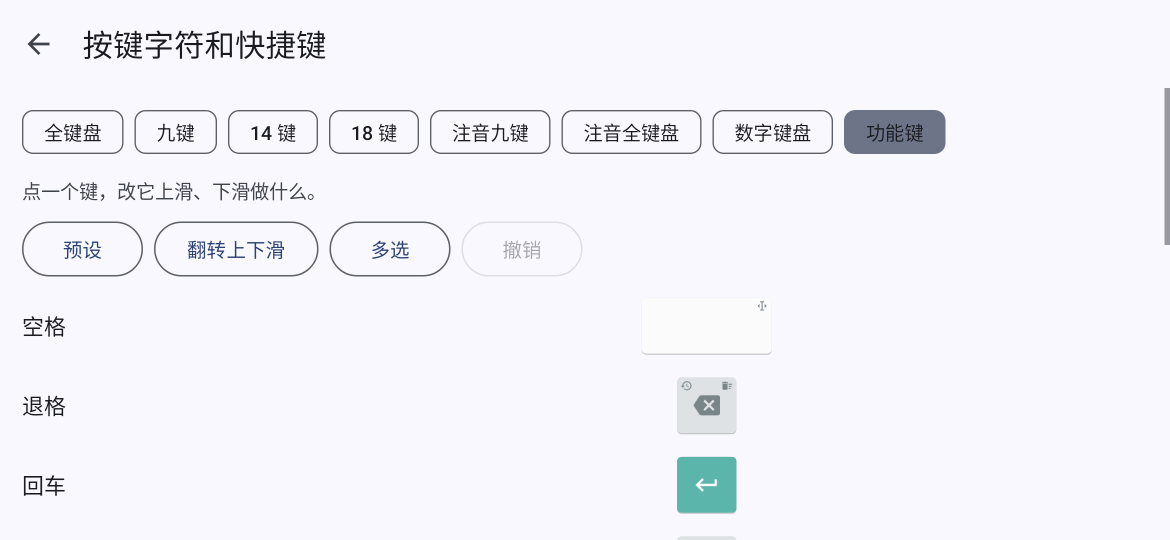 按键字符和快捷键
全键盘 九键 14 键 18 键 注音九键 注音全键盘 数字键盘 功能键
点一个键，改它上滑、下滑做什么。
预设 翻转上下滑 多选 撤销
空格
退格
回车